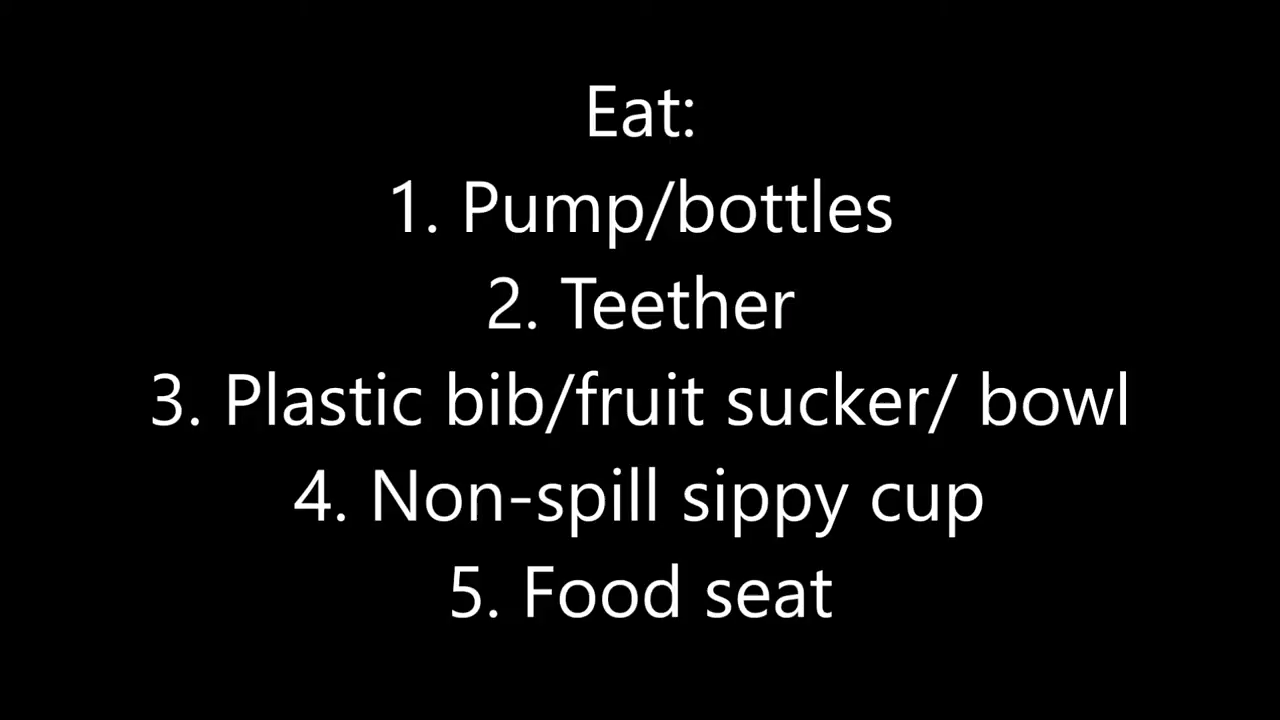 Eat:
1. Pump/bottles
2. Teether
3. Plastic bib/fruit sucker/ bowl
4. Non-spill sippy cup
5. Food seat